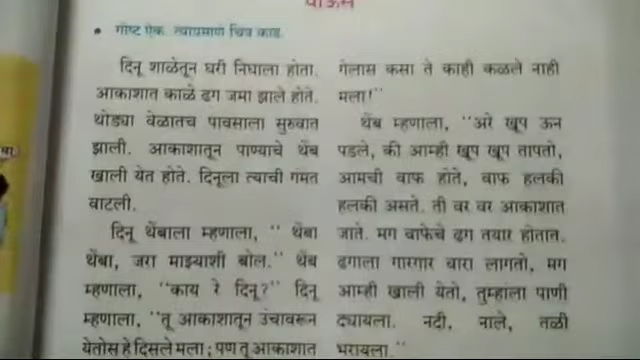 पाऊस
• गोष्ट ऐक. त्याप्रमाणे चित्र काढ.
दिनू शाळेतून घरी निघाला होता.
आकाशात काळे ढग जमा झाले होते.
थोड्या वेळातच पावसाला सुरुवात
झाली. आकाशातून पाण्याचे थेंब
खाली येत होते. दिनूला त्याची गंमत
वाटली.
दिनू थेंबाला म्हणाला, "थेंबा
थेंबा, जरा माझ्याशी बोल." थेंब
म्हणाला, "काय रे दिनू?" दिनू
म्हणाला, "तू आकाशातून उंचावरून
येतोस हे दिसले मला; पण तू आकाशात
गेलास कसा ते काही कळले नाही
मला!"
थेंब म्हणाला, "अरे खूप ऊन
पडले, की आम्ही खूप खूप तापतो,
आमची वाफ होते, वाफ हलकी
हलकी असते. ती वर वर आकाशात
जाते. मग वाफेचे ढग तयार होतात.
ढगाला गारगार वारा लागतो, मग
आम्ही खाली येतो, तुम्हांला पाणी
द्यायला. नदी, नाले, तळी
भरायला."